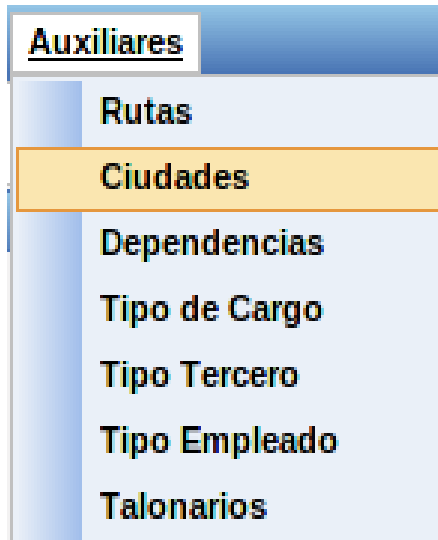 Auxiliares
Rutas
Ciudades
Dependencias
Tipo de Cargo
Tipo Tercero
Tipo Empleado
Talonarios